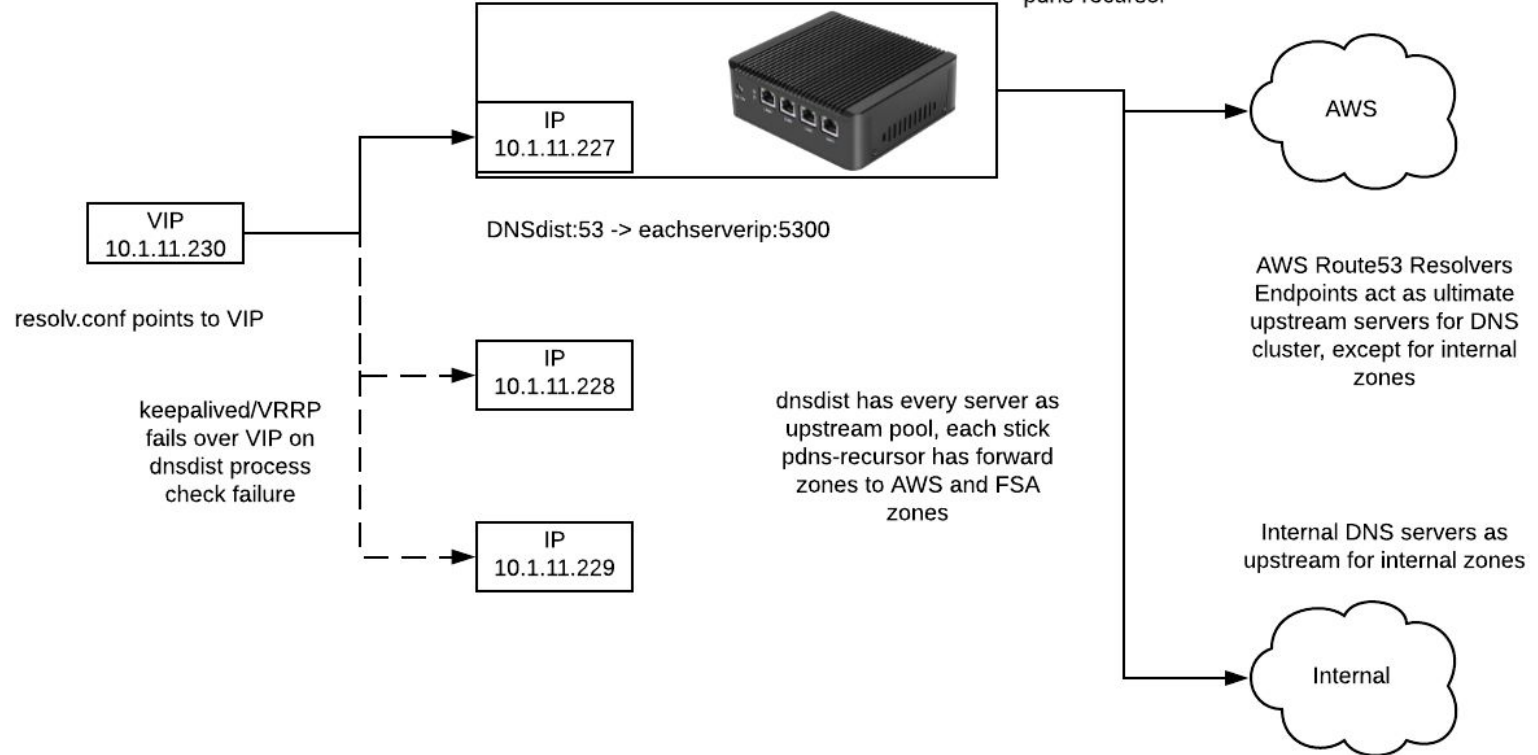 pdns-recursor
AWS
IP
10.1.11.227
VIP
10.1.11.230
DNSdist:53 -> eachserverip:5300
resolv.conf points to VIP
AWS Route53 Resolvers
Endpoints act as ultimate
upstream servers for DNS
cluster, except for internal
zones
IP
10.1.11.228
keepalived/VRRP
fails over VIP on
dnsdist process
check failure
dnsdist has every server as
upstream pool, each stick
pdns-recursor has forward
zones to AWS and FSA
zones
IP
10.1.11.229
Internal DNS servers as
upstream for internal zones
Internal